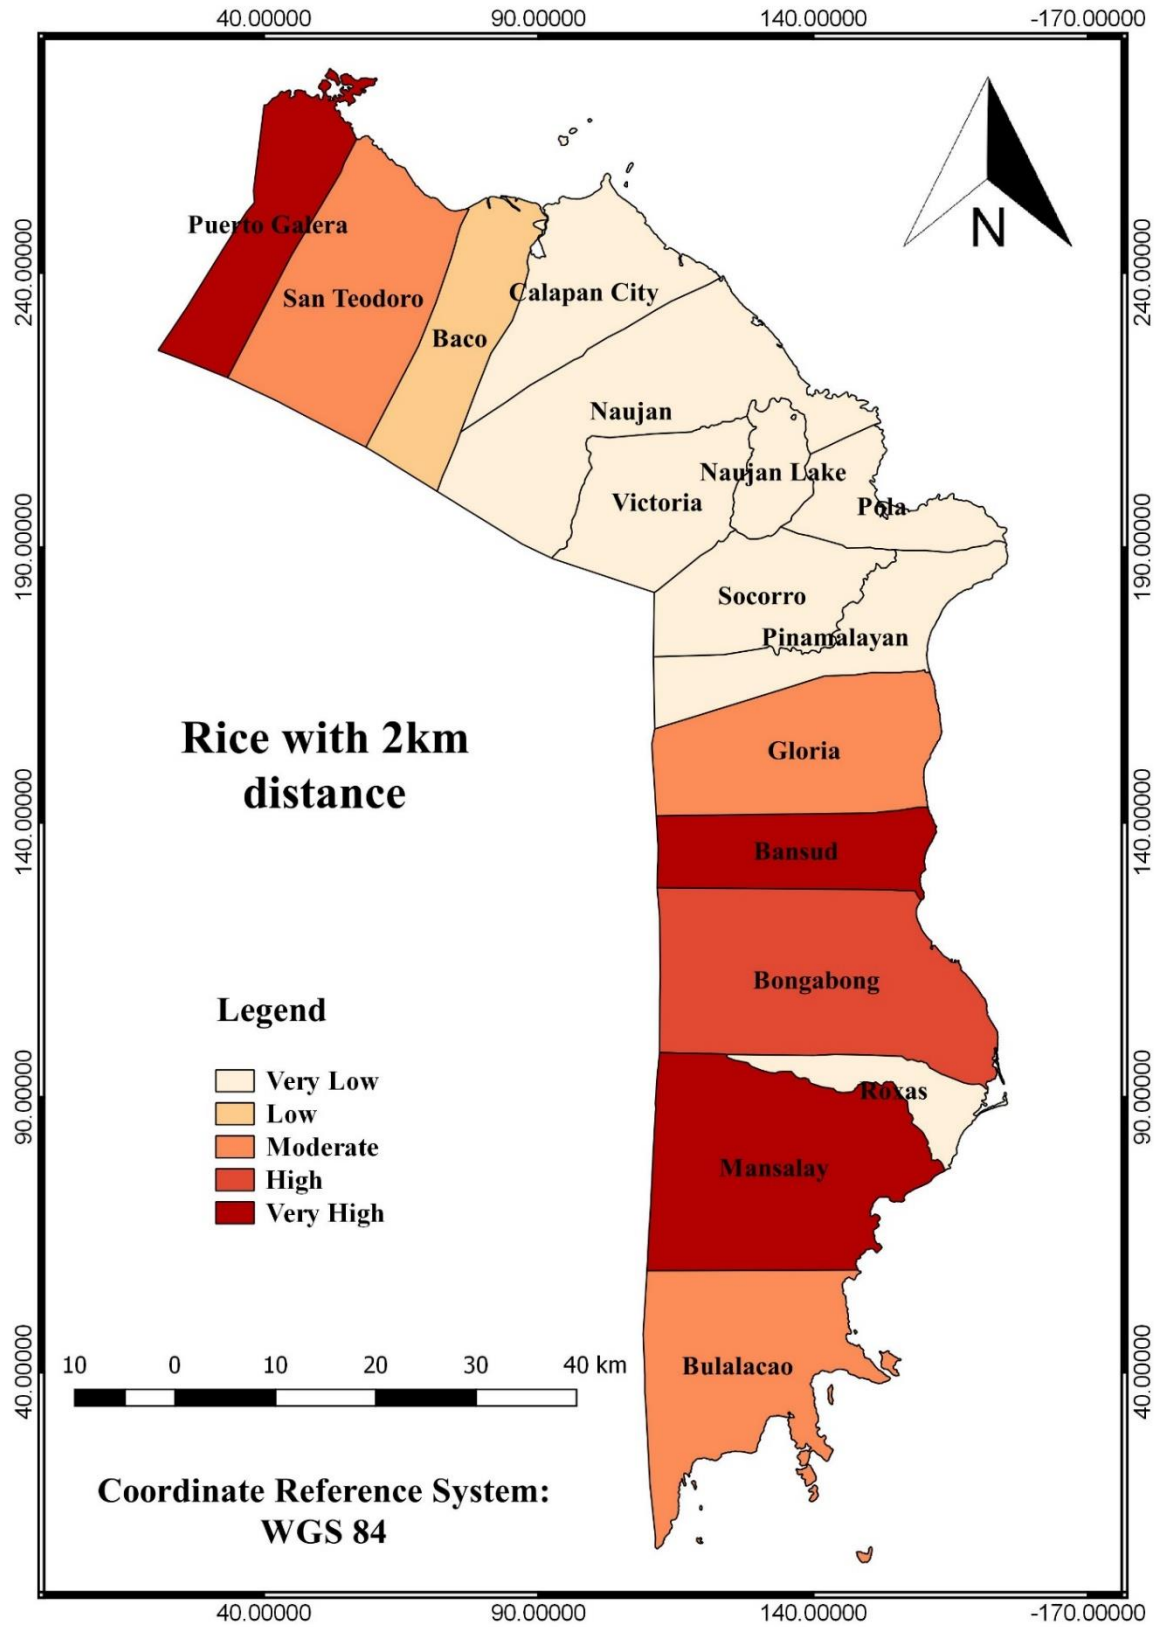 40.00000 90.00000 140.00000 -170.00000
N
Puerto Galera
240.00000 240.00000
San Teodoro
Calapan City
Baco
Naujan
Naujan Lake
Victoria
Pola
190.00000 190.00000
Socorro
Pinamalayan
Rice with 2km
distance
Gloria
140.00000 140.00000
Bansud
Bongabong
Legend
Very Low
Low
Moderate
High
Very High
90.00000 90.00000
Roxas
Mansalay
10 0 10 20 30 40 km
Bulalacao
40.00000 40.00000
Coordinate Reference System:
WGS 84
40.00000 90.00000 140.00000 -170.00000